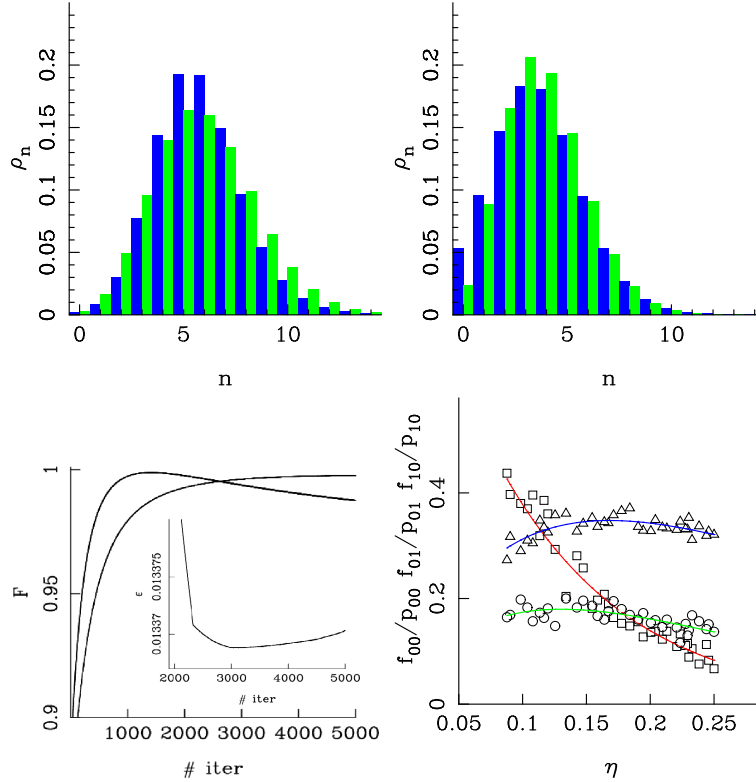 0 0.05 0.1 0.15 0.2
ρn
0 5 10
n
0 0.05 0.1 0.15 0.2
ρn
0 5 10
n
0.9 0.95 1
F
1000 2000 3000 4000 5000
# iter
0.01337 0.013375
ε
2000 3000 4000 5000
# iter
0 0.2 0.4
f00/p00 f01/p01 f10/p10
0.05 0.1 0.15 0.2 0.25
η